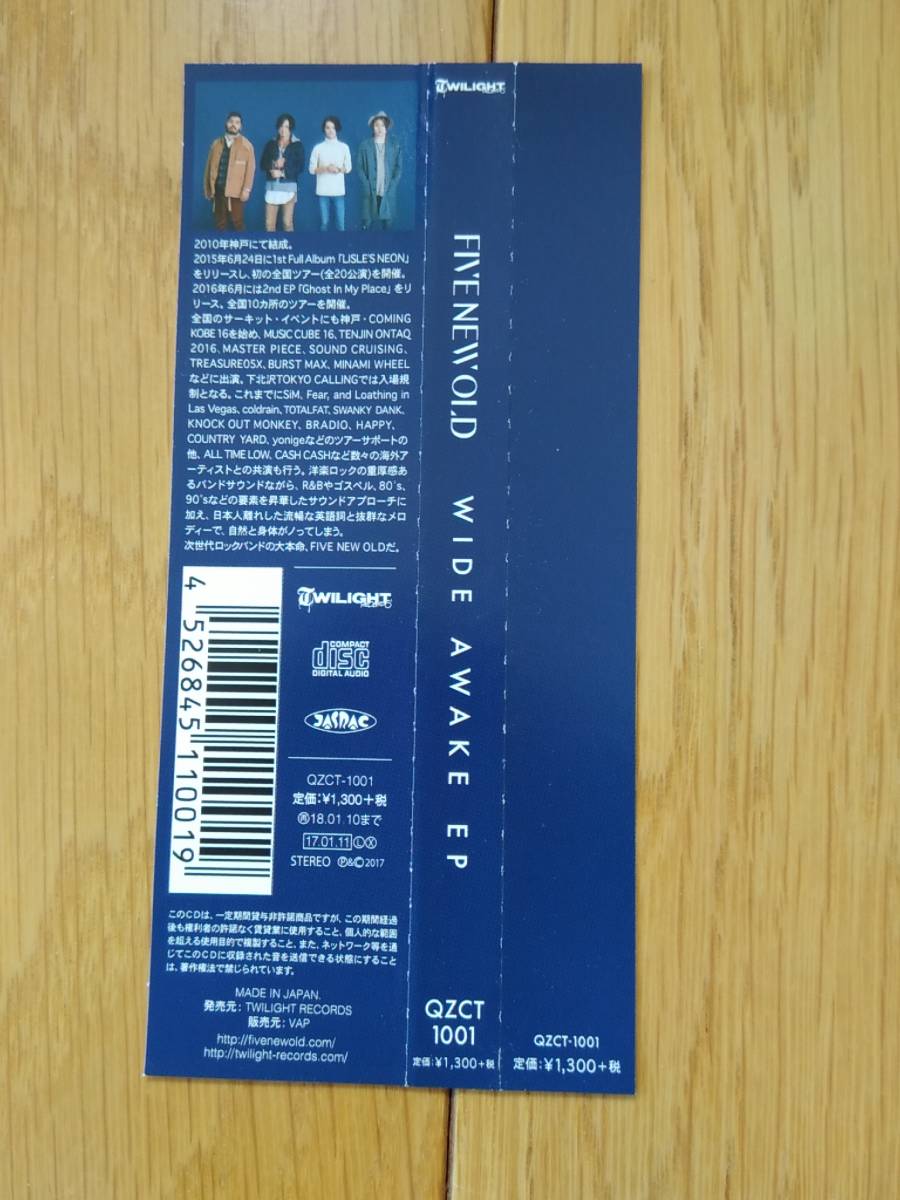 2010年神戸にて結成。
2015年6月24日に1st Full Album 「LISLE'S NEON」
をリリースし、初の全国ツアー(全20公演)を開催。
2016年6月には2nd EP 「Ghost In My Place」をリ
リース。全国10カ所のツアーを開催。
全国のサーキット・イベントにも神戸・COMING
KOBE 16を始め、MUSIC CUBE 16、TENJIN ONTAQ
2016、MASTER PIECE、SOUND CRUISING、
TREASURE05X、BURST MAX、MINAMI WHEEL
などに出演。下北沢TOKYO CALLINGでは入場規
制となる。これまでにSiM、Fear, and Loathing in
Las Vegas、coldrain、TOTALFAT、SWANKY DANK、
KNOCK OUT MONKEY、BRADIO、HAPPY、
COUNTRY YARD、yonigeなどのツアーサポートの
他、ALL TIME LOW、CASH CASHなど数々の海外ア
ーティストとの共演も行う。洋楽ロックの重厚感あ
るバンドサウンドながら、R&Bやゴスペル、80's、
90'sなどの要素を昇華したサウンドアプローチに
加え、日本人離れした流暢な英語詞と抜群なメロ
ディーで、自然と身体がノッてしまう。
次世代ロックバンドの大本命、FIVE NEW OLDだ。
4 526845 110019
TWILIGHT
COMPACT
disc
DIGITAL AUDIO
JASRAC
QZCT-1001
定価:¥1,300+税
㊐18.01.10まで
17.01.11ⓁⓍ
STEREO Ⓟ&Ⓒ2017
このCDは、一定期間貸与非許諾商品ですが、この期間経過
後も権利者の許諾なく賃貸業に使用すること、個人的な範囲
を超える使用目的で複製すること、また、ネットワーク等を通
じてこのCDに収録された音を送信できる状態にすること
は、著作権法で禁じられています。
MADE IN JAPAN.
発売元: TWILIGHT RECORDS
販売元: VAP
http://fivenewold.com/
http://twilight-records.com/
TWILIGHT
FIVE NEW OLD WIDE AWAKE EP
QZCT
1001
定価:¥1,300+税
QZCT-1001
定価:¥1,300+税